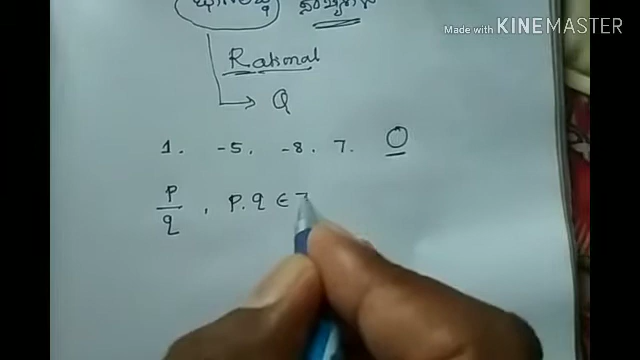 Made with KINEMASTER
Rational
Q
1. -5. -8. 7. 0
p/q , p.q ∈